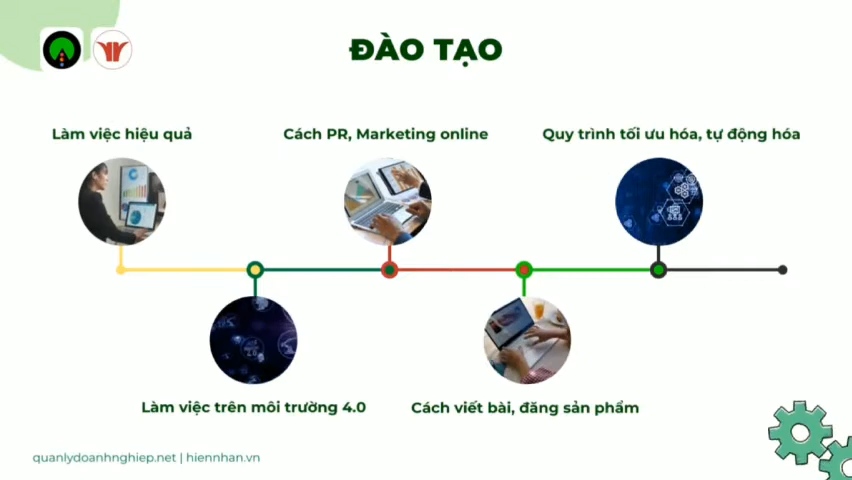 ĐÀO TẠO
Làm việc hiệu quả
Cách PR, Marketing online
Quy trình tối ưu hóa, tự động hóa
Làm việc trên môi trường 4.0
Cách viết bài, đăng sản phẩm
quanlydoanhnghiep.net | hiennhan.vn